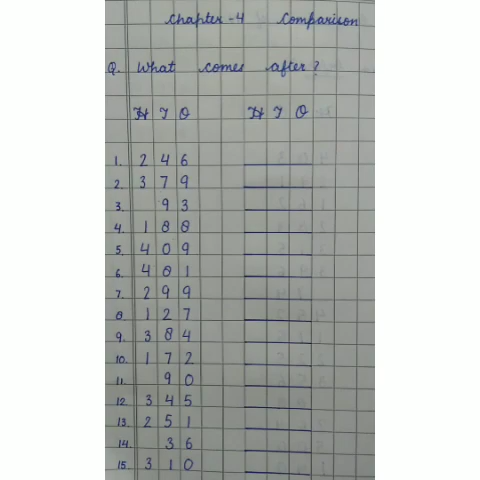 Chapter - 4 Comparison
Q. What comes after?
H T O H T O
1. 2 4 6
2. 3 7 9
3. 9 3
4. 1 8 8
5. 4 0 9
6. 4 8 1
7. 2 9 9
8. 1 2 7
9. 3 8 4
10. 1 7 2
11. 9 0
12. 3 4 5
13. 2 5 1
14. 3 6
15. 3 1 0